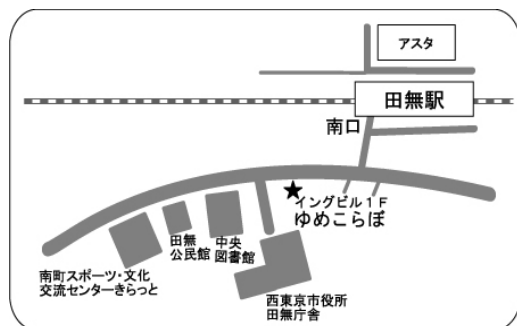 アスタ
田無駅
南口
イングビル1F
ゆめこらぼ
田無
公民館
中央
図書館
南町スポーツ・文化
交流センターきらっと
西東京市役所
田無庁舎